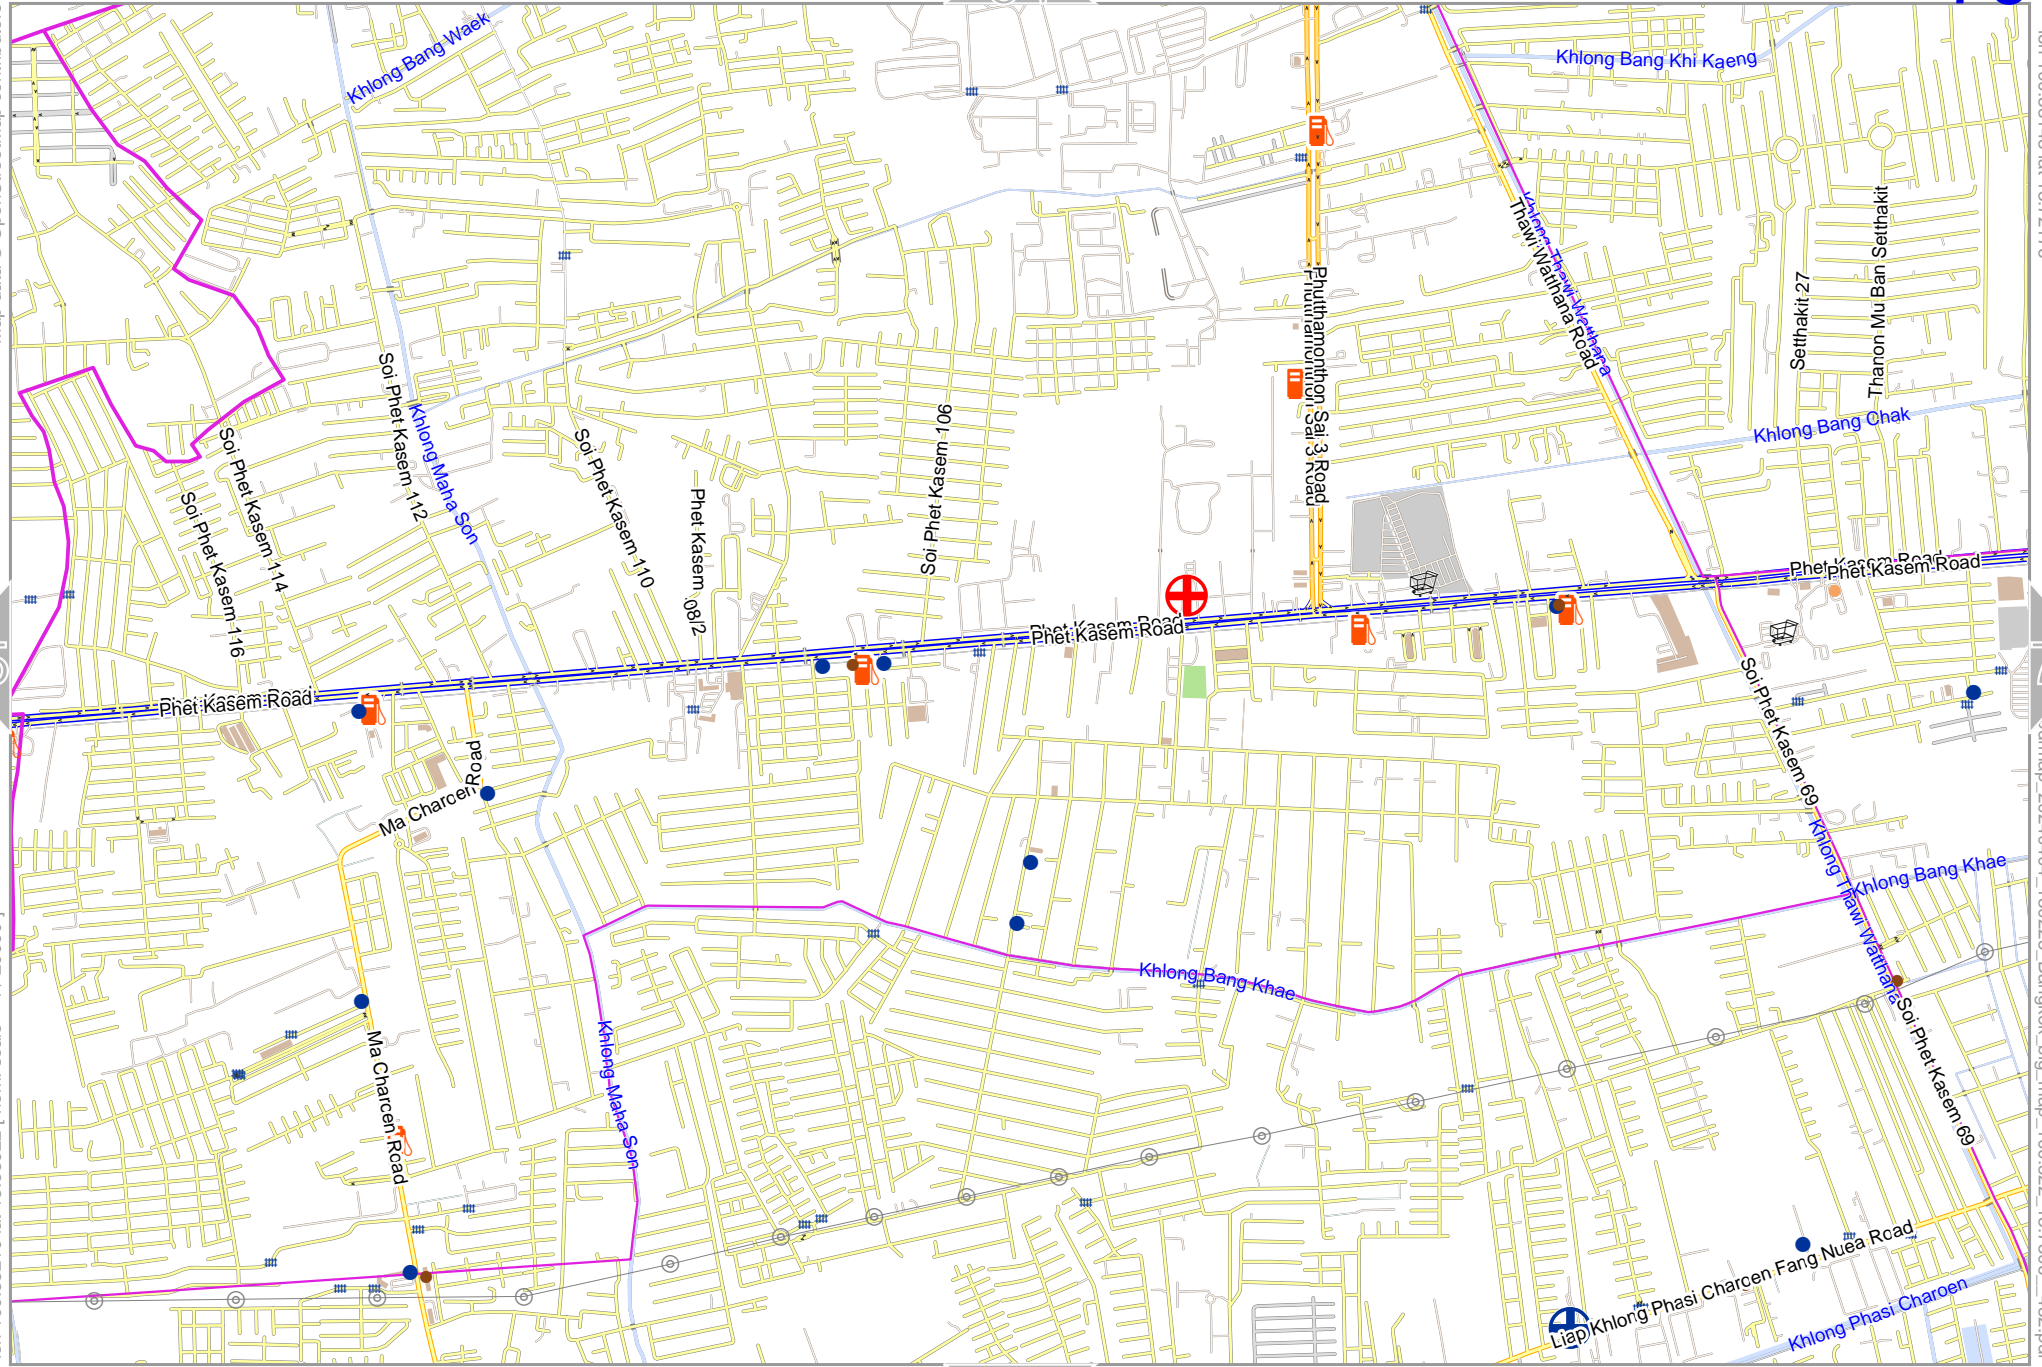 Khlong Bang Waek
Khlong Bang Khi Kaeng
Khlong Thawi Watthana
Thawi Watthana Road
Thanon Mu Ban Setthakit
Setthakit 27
Phutthamonthon Sai 3 Road
Phutthamonthon Sai 3 Road
Khlong Bang Chak
Soi Phet Kasem 112
Khlong Maha Son
Soi Phet Kasem 106
Soi Phet Kasem 114
Soi Phet Kasem 110
Soi Phet Kasem 116
Phet Kasem 108/2
Phet Kasem Road
Phet Kasem Road
Phet Kasem Road
Phet Kasem Road
Phet Kasem Road
Soi Phet Kasem 69
Ma Charoen Road
Khlong Thawi Watthana
Khlong Bang Khae
Khlong Bang Khae
Khlong Maha Son
Ma Charoen Road
Soi Phet Kasem 69
Liap Khlong Phasi Charoen Fang Nuea Road
Khlong Phasi Charoen